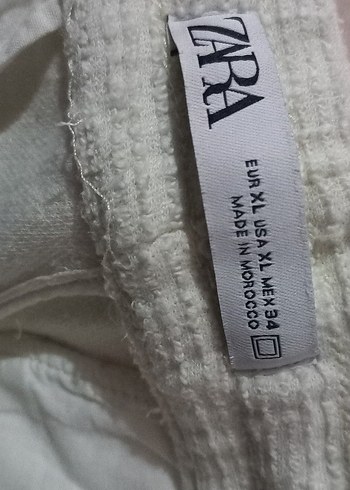 ZARA
EUR XL USA XL MEX 34
MADE IN MOROCCO